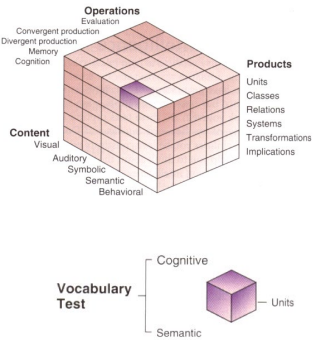 Operations
Evaluation
Convergent production
Divergent production
Memory
Cognition
Products
Units
Classes
Relations
Systems
Transformations
Implications
Content
Visual
Auditory
Symbolic
Semantic
Behavioral
Vocabulary
Test
Cognitive
Units
Semantic